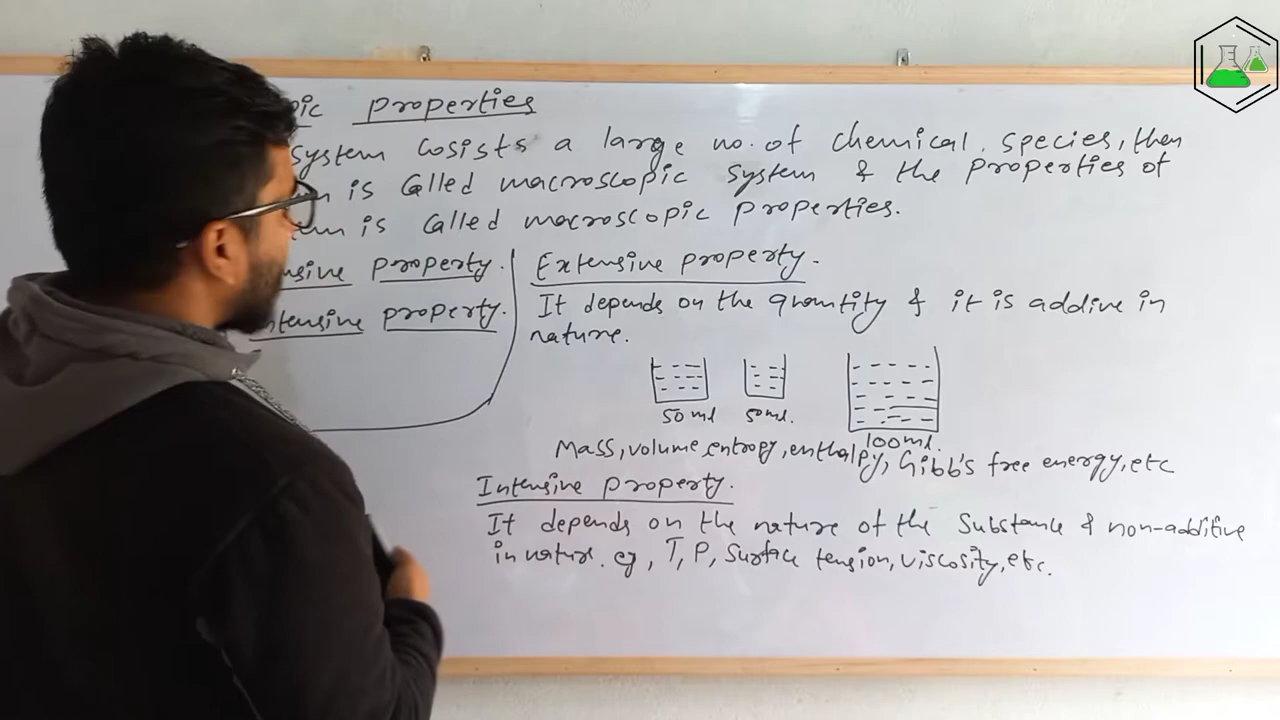 properties
system cosists a large no. of chemical species, then
is called macroscopic system & the properties of
is called macroscopic properties.
property.
intensive property.
Extensive property.
It depends on the quantity & it is addive in
nature.
50 ml 50ml. 100ml.
Mass, volume, entropy, enthalpy, Gibb's free energy, etc
Intensive property.
It depends on the nature of the substance & non-additive
in nature. eg, T, P, Surface tension, viscosity, etc.